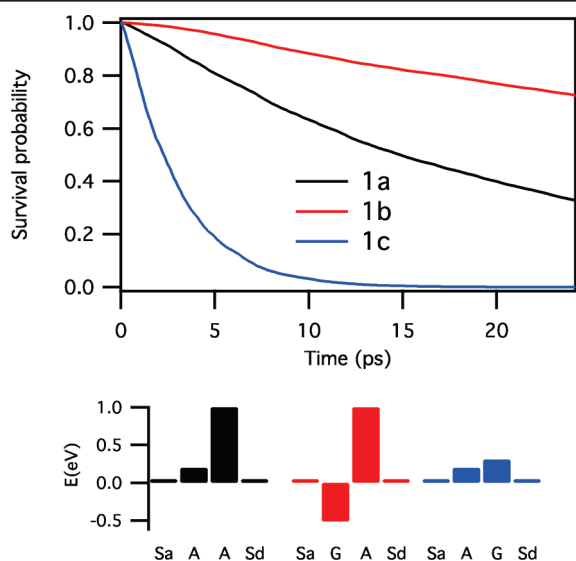 1.0
0.8
0.6
0.4
0.2
0.0
Survival probability
1a
1b
1c
0 5 10 15 20
Time (ps)
1.0
0.5
0.0
-0.5
E(eV)
Sa A A Sd Sa G A Sd Sa A G Sd